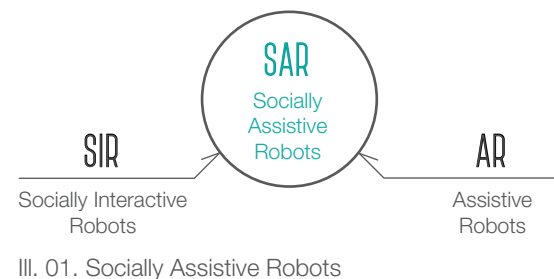 SAR
Socially
Assistive
Robots
SIR
Socially Interactive
Robots
AR
Assistive
Robots
Ill. 01. Socially Assistive Robots